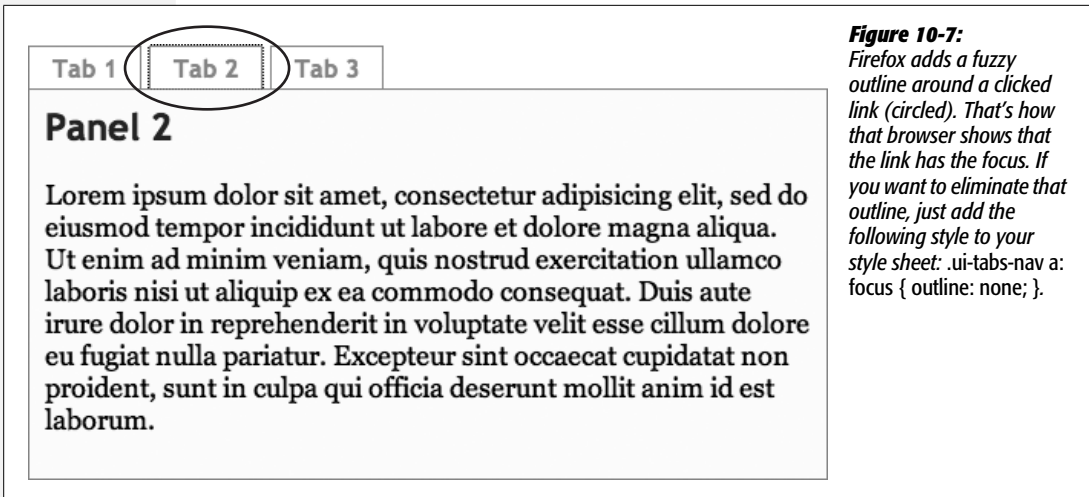 Tab 1
Tab 2
Tab 3
Panel 2
Lorem ipsum dolor sit amet, consectetur adipisicing elit, sed do
eiusmod tempor incididunt ut labore et dolore magna aliqua.
Ut enim ad minim veniam, quis nostrud exercitation ullamco
laboris nisi ut aliquip ex ea commodo consequat. Duis aute
irure dolor in reprehenderit in voluptate velit esse cillum dolore
eu fugiat nulla pariatur. Excepteur sint occaecat cupidatat non
proident, sunt in culpa qui officia deserunt mollit anim id est
laborum.
Figure 10-7:
Firefox adds a fuzzy
outline around a clicked
link (circled). That's how
that browser shows that
the link has the focus. If
you want to eliminate that
outline, just add the
following style to your
style sheet: .ui-tabs-nav a:
focus { outline: none; }.